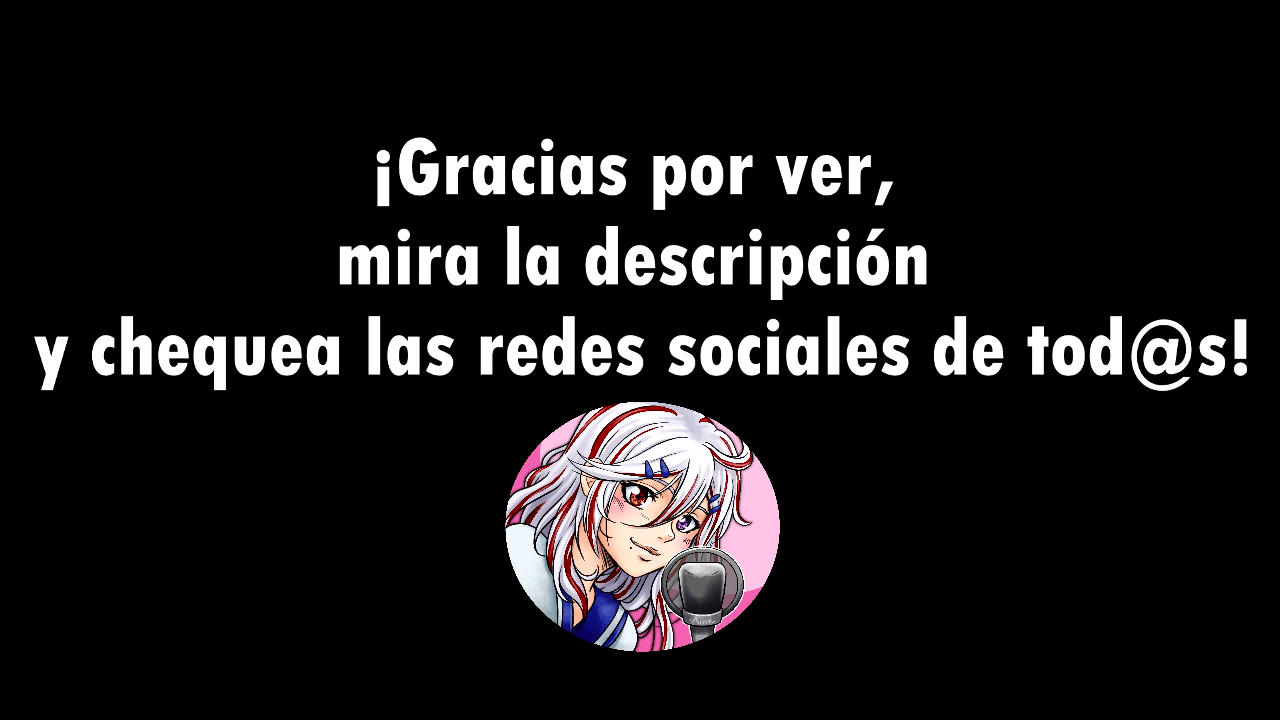 ¡Gracias por ver,
mira la descripción
y chequea las redes sociales de tod@s!